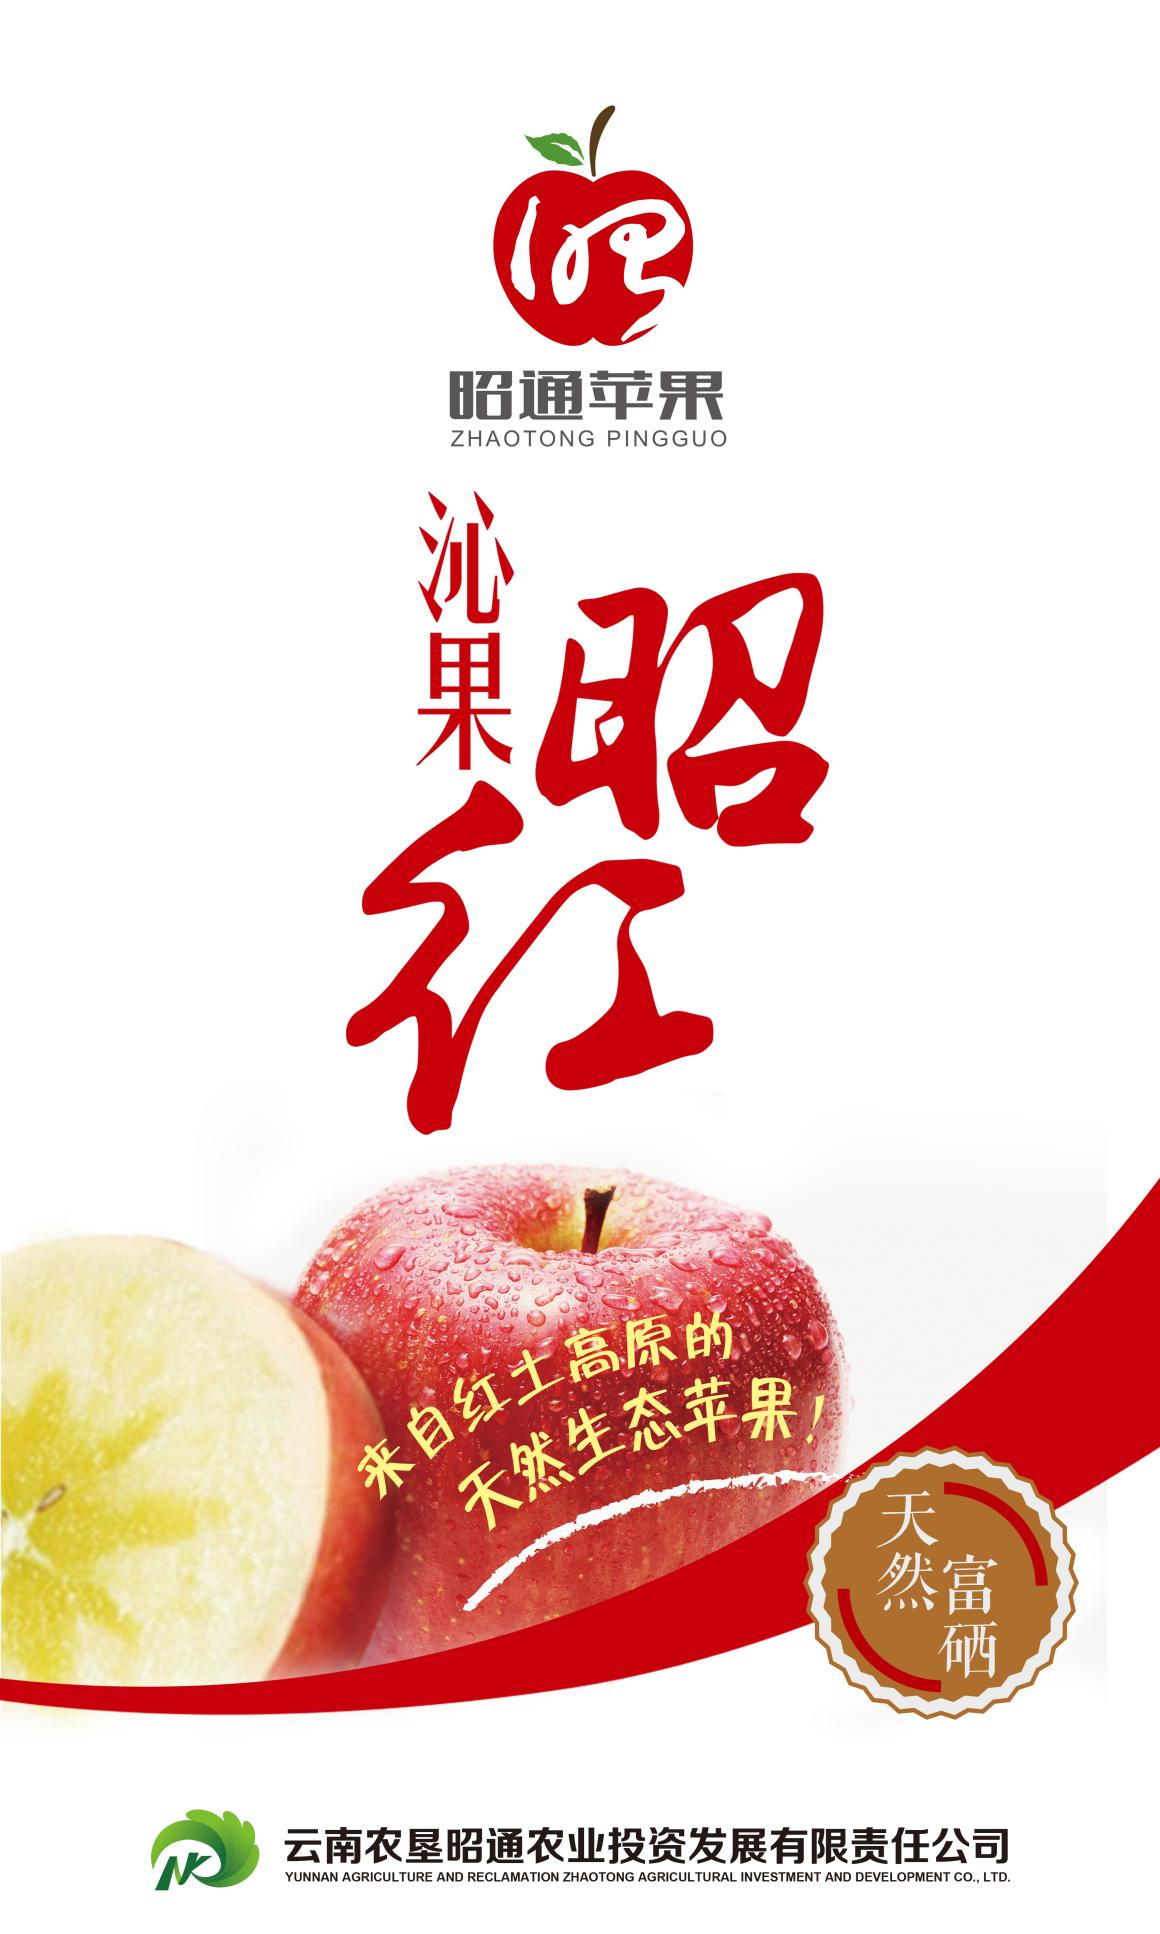 昭通苹果
ZHAOTONG PINGGUO
沁果
昭
红
来自红土高原的
天然生态苹果！
天然
富硒
NK
云南农垦昭通农业投资发展有限责任公司
YUNNAN AGRICULTURE AND RECLAMATION ZHAOTONG AGRICULTURAL INVESTMENT AND DEVELOPMENT CO., LTD.